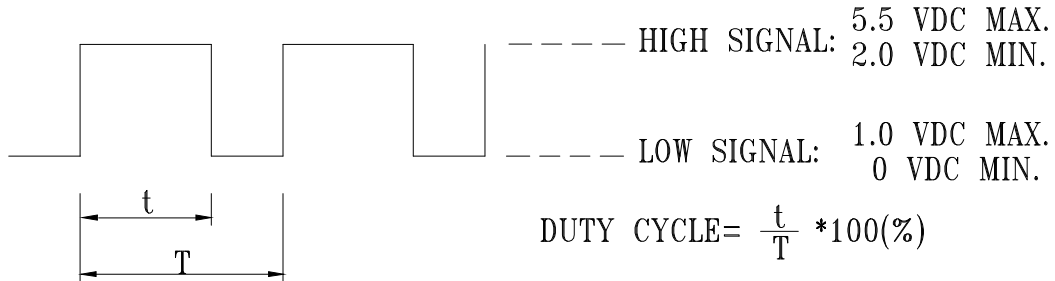 5.5 VDC MAX.
HIGH SIGNAL:
2.0 VDC MIN.
1.0 VDC MAX.
LOW SIGNAL:
0 VDC MIN.
t
T
DUTY CYCLE= t/T *100(%)